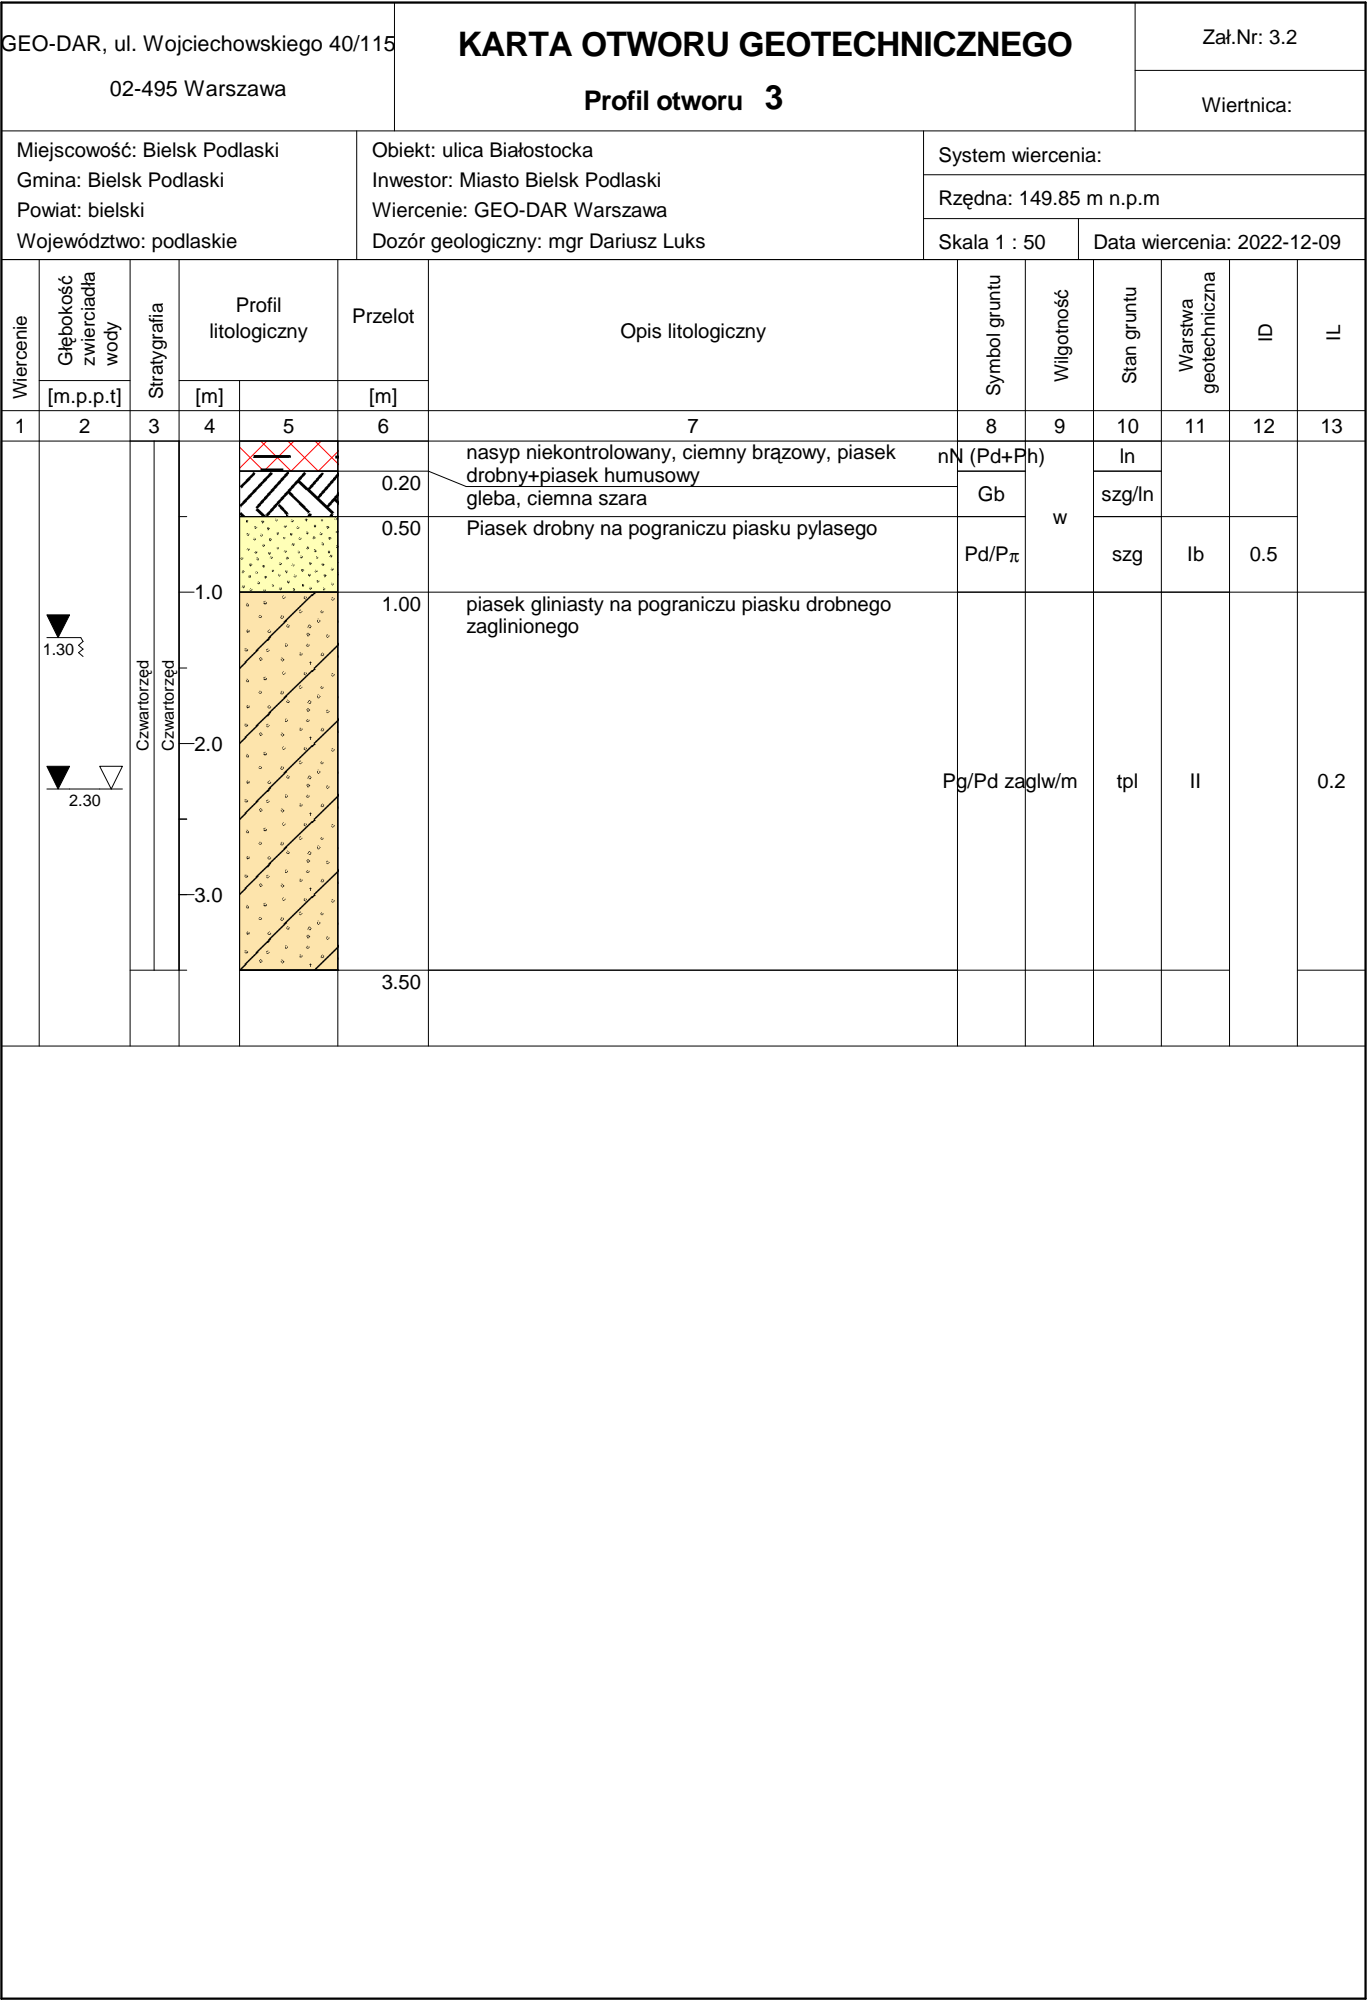 GEO-DAR, ul. Wojciechowskiego 40/115
02-495 Warszawa
KARTA OTWORU GEOTECHNICZNEGO
Profil otworu 3
Zał.Nr: 3.2
Wiertnica:
Miejscowość: Bielsk Podlaski
Gmina: Bielsk Podlaski
Powiat: bielski
Województwo: podlaskie
Obiekt: ulica Białostocka
Inwestor: Miasto Bielsk Podlaski
Wiercenie: GEO-DAR Warszawa
Dozór geologiczny: mgr Dariusz Luks
System wiercenia:
Rzędna: 149.85 m n.p.m
Skala 1 : 50
Data wiercenia: 2022-12-09
Wiercenie
Głębokość
zwierciadła
wody
[m.p.p.t]
Stratygrafia
Profil
litologiczny
[m]
Przelot
[m]
Opis litologiczny
Symbol gruntu
Wilgotność
Stan gruntu
Warstwa
geotechniczna
ID
IL
1 2 3 4 5 6 7 8 9 10 11 12 13
nasyp niekontrolowany, ciemny brązowy, piasek
drobny+piasek humusowy
nN (Pd+Ph)
ln
0.20
gleba, ciemna szara
Gb
szg/ln
w
0.50
Piasek drobny na pograniczu piasku pylasego
Pd/Pπ
szg
Ib
0.5
1.0
1.00
piasek gliniasty na pograniczu piasku drobnego
zaglinionego
1.30
Czwartorzęd
Czwartorzęd
2.0
2.30
Pg/Pd zaglw/m
tpl
II
0.2
3.0
3.50